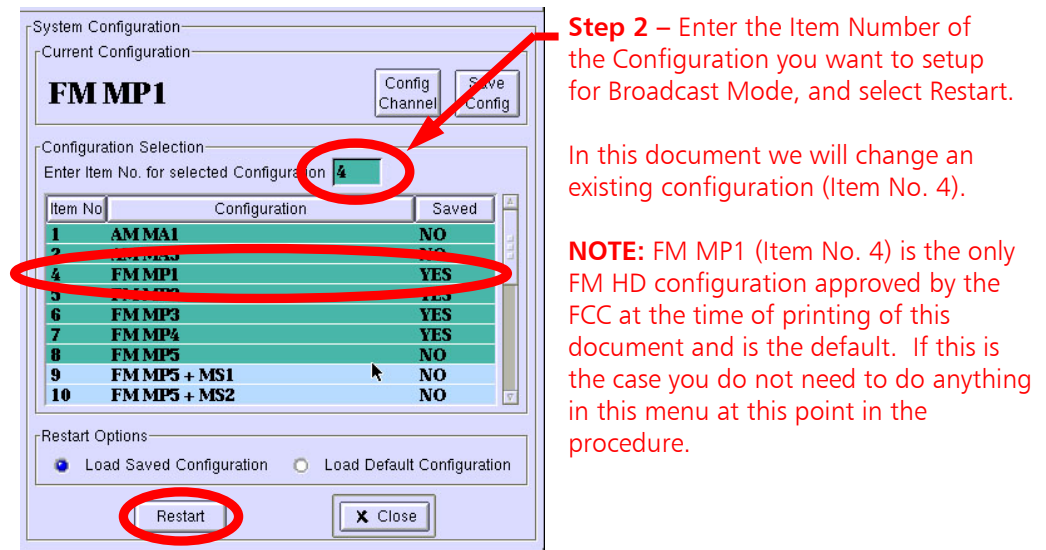 System Configuration
Current Configuration
FM MP1
Config Channel
Save Config
Configuration Selection
Enter Item No. for selected Configuration 4
Item No Configuration Saved
1 AM MA1 NO
2 AM MA3 NO
4 FM MP1 YES
5 FM MP2 YES
6 FM MP3 YES
7 FM MP4 YES
8 FM MP5 NO
9 FM MP5 + MS1 NO
10 FM MP5 + MS2 NO
Restart Options
Load Saved Configuration Load Default Configuration
Restart X Close
Step 2 – Enter the Item Number of
the Configuration you want to setup
for Broadcast Mode, and select Restart.
In this document we will change an
existing configuration (Item No. 4).
NOTE: FM MP1 (Item No. 4) is the only
FM HD configuration approved by the
FCC at the time of printing of this
document and is the default. If this is
the case you do not need to do anything
in this menu at this point in the
procedure.